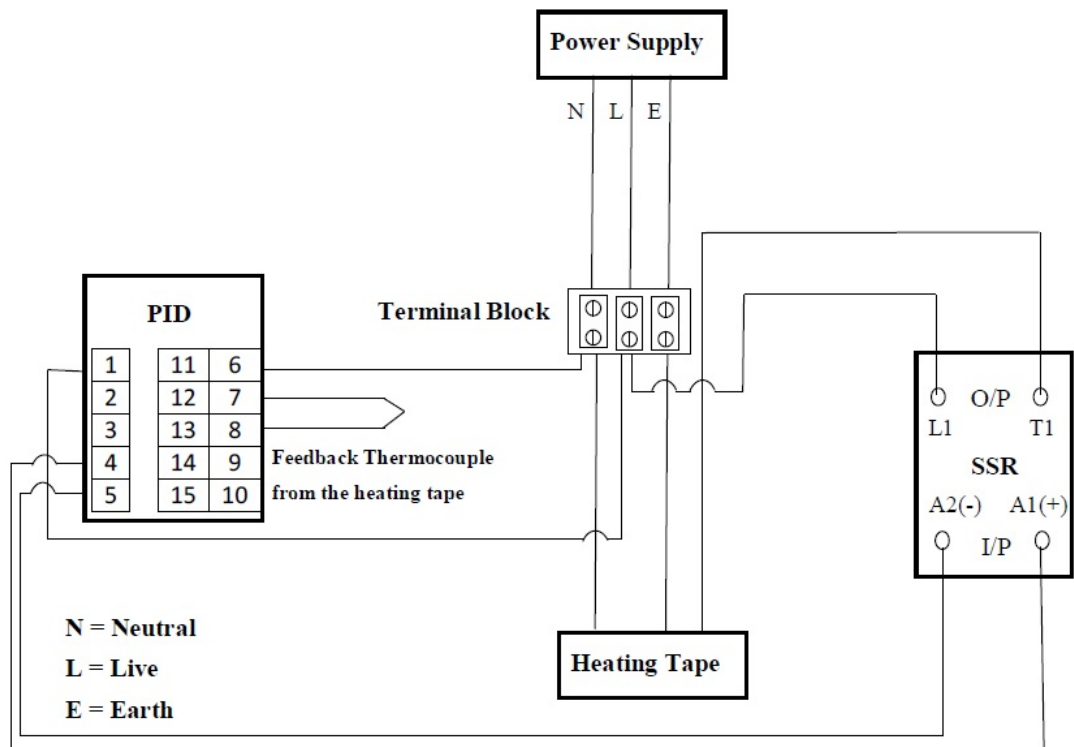 Power Supply
N L E
Terminal Block
PID
1 11 6
2 12 7
3 13 8
4 14 9
5 15 10
Feedback Thermocouple
from the heating tape
O/P
L1 T1
SSR
A2(-) A1(+)
I/P
N = Neutral
L = Live
E = Earth
Heating Tape